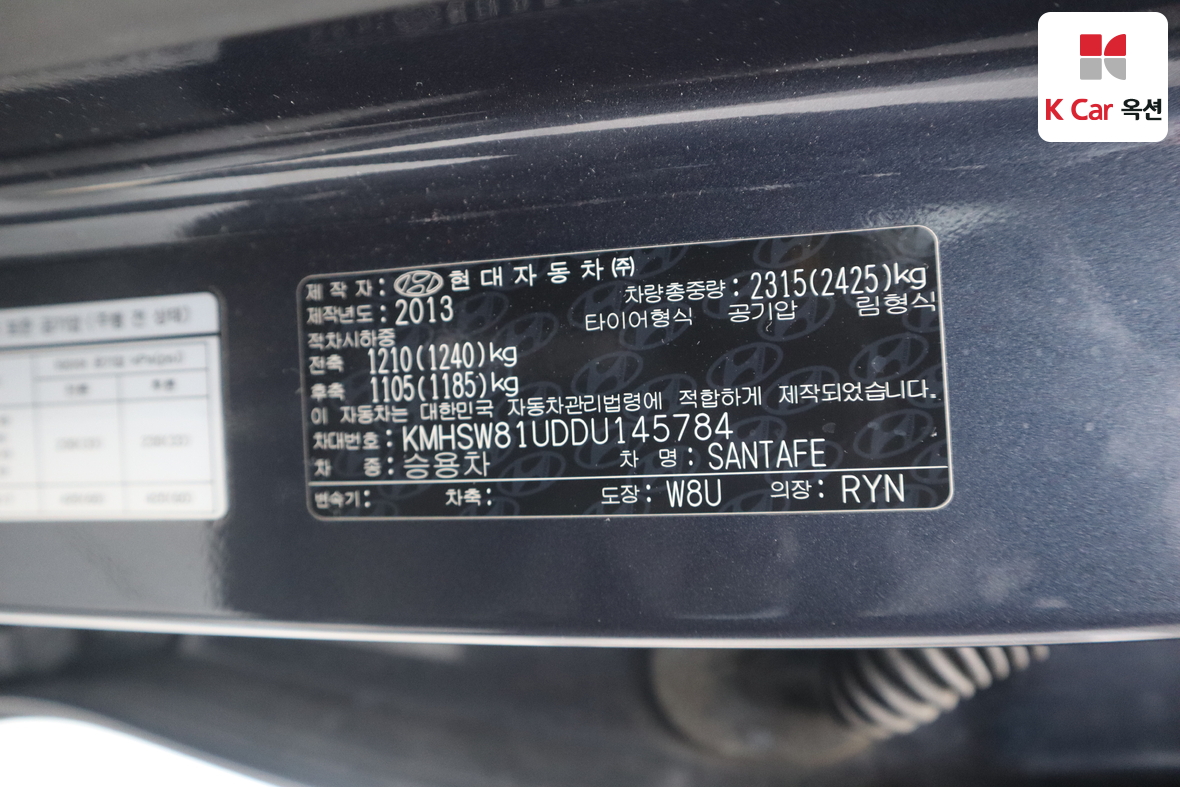 K Car 옥션
제 작 자 : 현대자동차㈜
제작년도 : 2013 차량총중량 : 2315(2425)kg
타이어형식 공기압 림형식
적차시하중
전축 1210(1240)kg
후축 1105(1185)kg
이 자동차는 대한민국 자동차관리법령에 적합하게 제작되었습니다.
차대번호 : KMHSW81UDDU145784
차 종 : 승용차 차 명 : SANTAFE
변속기 : 차축 : 도장 : W8U 의장 : RYN